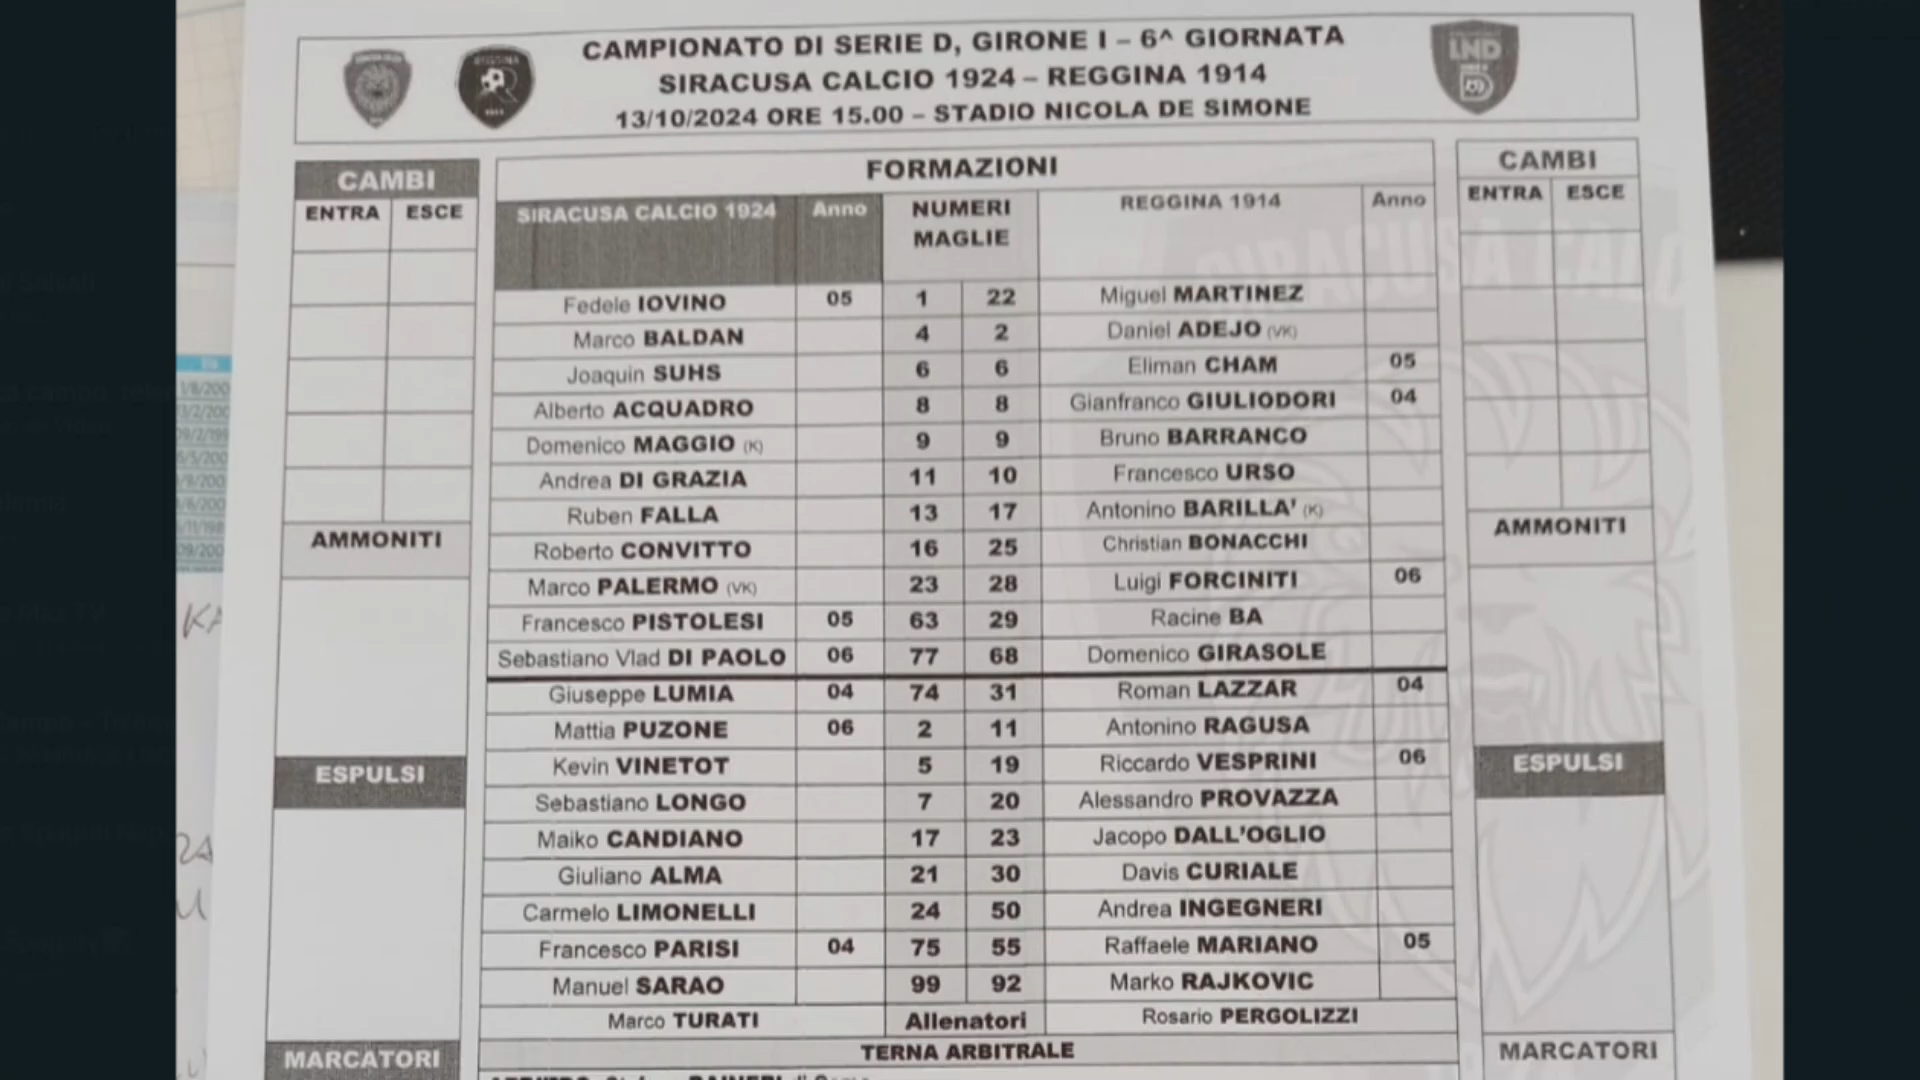 CAMPIONATO DI SERIE D, GIRONE I – 6^ GIORNATA
SIRACUSA CALCIO 1924 – REGGINA 1914
13/10/2024 ORE 15.00 – STADIO NICOLA DE SIMONE
LND
FORMAZIONI
CAMBI
ENTRA ESCE
AMMONITI
ESPULSI
MARCATORI
SIRACUSA CALCIO 1924 Anno NUMERI MAGLIE REGGINA 1914 Anno
Fedele IOVINO 05 1 22 Miguel MARTINEZ
Marco BALDAN 4 2 Daniel ADEJO (VK)
Joaquin SUHS 6 6 Eliman CHAM 05
Alberto ACQUADRO 8 8 Gianfranco GIULIODORI 04
Domenico MAGGIO (K) 9 9 Bruno BARRANCO
Andrea DI GRAZIA 11 10 Francesco URSO
Ruben FALLA 13 17 Antonino BARILLA' (K)
Roberto CONVITTO 16 25 Christian BONACCHI
Marco PALERMO (VK) 23 28 Luigi FORCINITI 06
Francesco PISTOLESI 05 63 29 Racine BA
Sebastiano Vlad DI PAOLO 06 77 68 Domenico GIRASOLE
Giuseppe LUMIA 04 74 31 Roman LAZZAR 04
Mattia PUZONE 06 2 11 Antonino RAGUSA
Kevin VINETOT 5 19 Riccardo VESPRINI 06
Sebastiano LONGO 7 20 Alessandro PROVAZZA
Maiko CANDIANO 17 23 Jacopo DALL'OGLIO
Giuliano ALMA 21 30 Davis CURIALE
Carmelo LIMONELLI 24 50 Andrea INGEGNERI
Francesco PARISI 04 75 55 Raffaele MARIANO 05
Manuel SARAO 99 92 Marko RAJKOVIC
Marco TURATI Allenatori Rosario PERGOLIZZI
TERNA ARBITRALE
CAMBI
ENTRA ESCE
AMMONITI
ESPULSI
MARCATORI